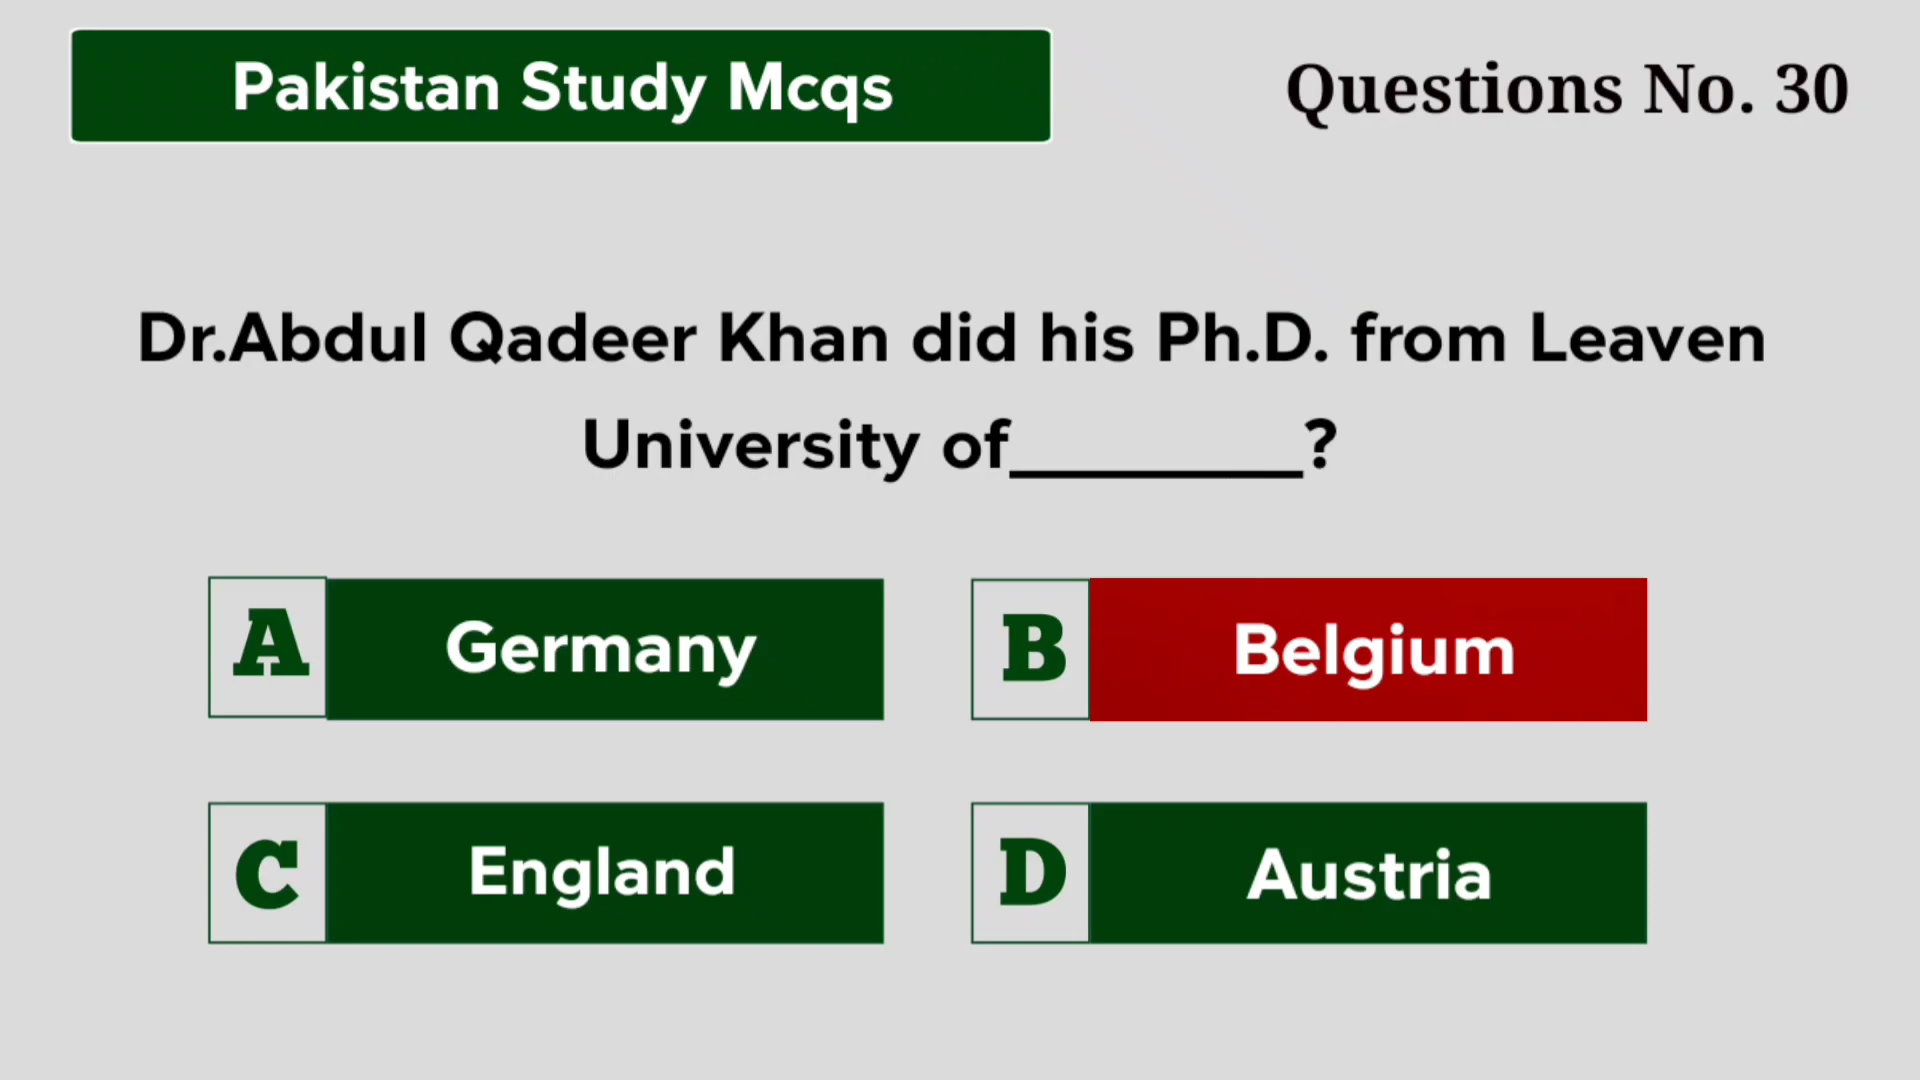 Pakistan Study Mcqs
Questions No. 30
Dr.Abdul Qadeer Khan did his Ph.D. from Leaven
University of________?
A Germany
B Belgium
C England
D Austria